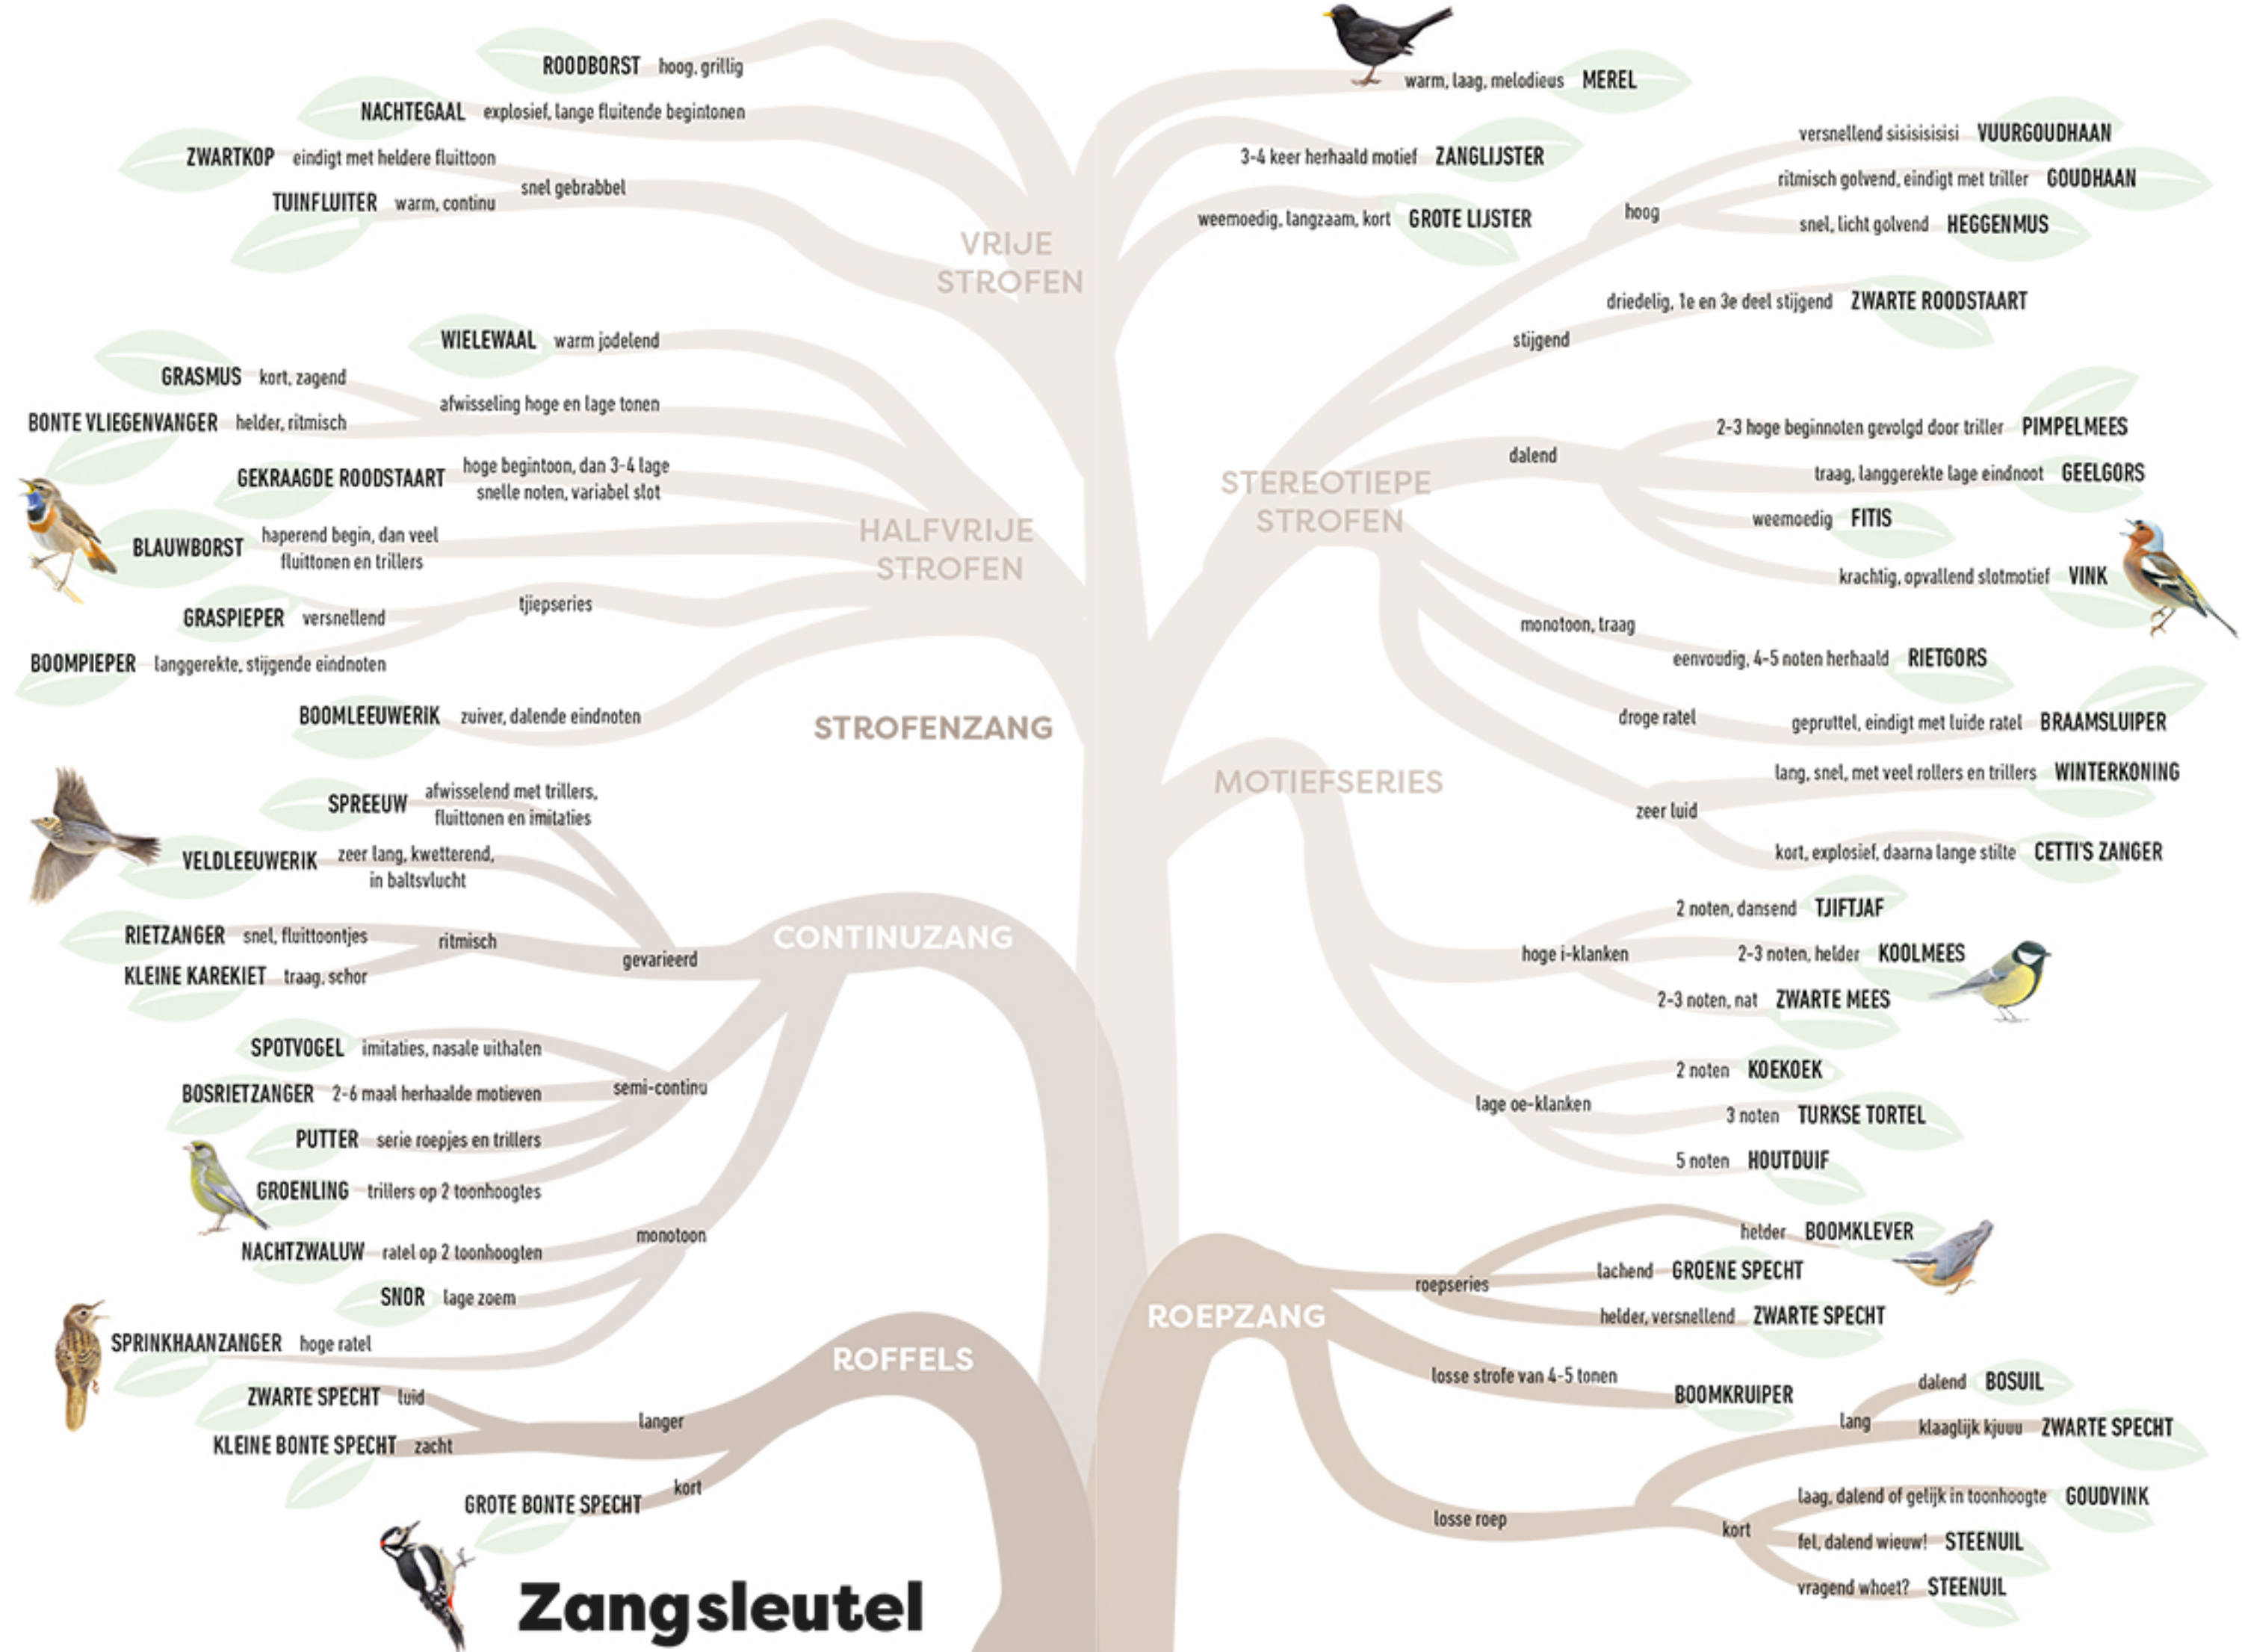 ROODBORST hoog, grillig
NACHTEGAAL explosief, lange fluitende begintonen
ZWARTKOP eindigt met heldere fluittoon
snel gebrabbel
TUINFLUITER warm, continu
VRIJE
STROFEN
warm, laag, melodieus MEREL
3-4 keer herhaald motief ZANGLIJSTER
weemoedig, langzaam, kort GROTE LIJSTER
WIELEWAAL warm jodelend
GRASMUS kort, zagend
afwisseling hoge en lage tonen
BONTE VLIEGENVANGER helder, ritmisch
GEKRAAGDE ROODSTAART hoge begintoon, dan 3-4 lage
snelle noten, variabel slot
BLAUWBORST haperend begin, dan veel
fluittonen en trillers
HALFVRIJE
STROFEN
tjiepseries
GRASPIEPER versnellend
BOOMPIEPER langgerekte, stijgende eindnoten
BOOMLEEUWERIK zuiver, dalende eindnoten
STROFENZANG
SPREEUW afwisselend met trillers,
fluittonen en imitaties
VELDLEEUWERIK zeer lang, kwetterend,
in baltsvlucht
RIETZANGER snel, fluittoontjes
ritmisch
KLEINE KAREKIET traag, schor
gevarieerd
CONTINUZANG
SPOTVOGEL imitaties, nasale uithalen
BOSRIETZANGER 2-6 maal herhaalde motieven
semi-continu
PUTTER serie roepjes en trillers
GROENLING trillers op 2 toonhoogtes
NACHTZWALUW ratel op 2 toonhoogten
monotoon
SNOR lage zoem
SPRINKHAANZANGER hoge ratel
ROFFELS
ZWARTE SPECHT luid
langer
KLEINE BONTE SPECHT zacht
kort
GROTE BONTE SPECHT
Zangsleutel
versnellend sisisisisisi VUURGOUDHAAN
ritmisch golvend, eindigt met triller GOUDHAAN
hoog
snel, licht golvend HEGGENMUS
driedelig, 1e en 3e deel stijgend ZWARTE ROODSTAART
stijgend
STEREOTIEPE
STROFEN
2-3 hoge beginnoten gevolgd door triller PIMPELMEES
dalend
traag, langgerekte lage eindnoot GEELGORS
weemoedig FITIS
krachtig, opvallend slotmotief VINK
monotoon, traag
eenvoudig, 4-5 noten herhaald RIETGORS
droge ratel
gepruttel, eindigt met luide ratel BRAAMSLUIPER
lang, snel, met veel rollers en trillers WINTERKONING
zeer luid
kort, explosief, daarna lange stilte CETTI'S ZANGER
MOTIEFSERIES
2 noten, dansend TJIFTJAF
hoge i-klanken
2-3 noten, helder KOOLMEES
2-3 noten, nat ZWARTE MEES
2 noten KOEKOEK
lage oe-klanken
3 noten TURKSE TORTEL
5 noten HOUTDUIF
ROEPZANG
helder BOOMKLEVER
roepseries
lachend GROENE SPECHT
helder, versnellend ZWARTE SPECHT
losse strofe van 4-5 tonen
BOOMKRUIPER
losse roep
lang
dalend BOSUIL
klaaglijk kjuuu ZWARTE SPECHT
kort
laag, dalend of gelijk in toonhoogte GOUDVINK
fel, dalend wieuw! STEENUIL
vragend whoet? STEENUIL